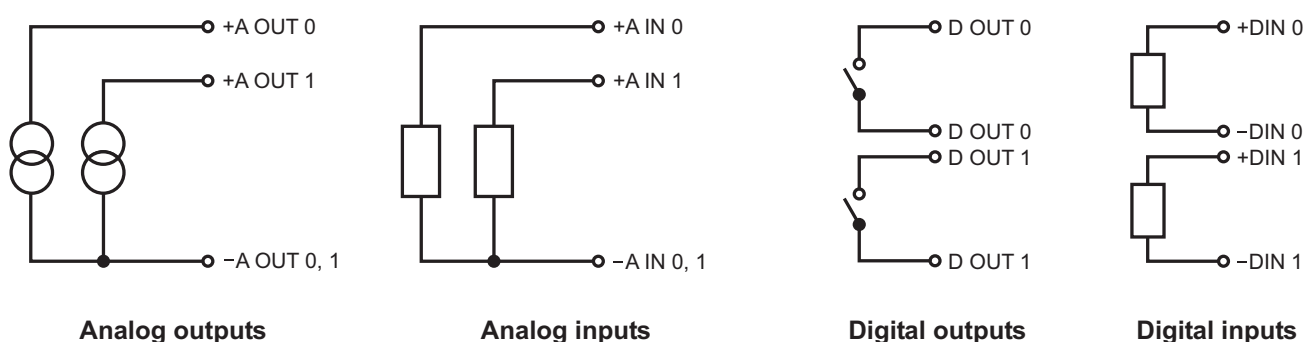 +A OUT 0
+A OUT 1
−A OUT 0, 1
Analog outputs
+A IN 0
+A IN 1
−A IN 0, 1
Analog inputs
D OUT 0
D OUT 0
D OUT 1
D OUT 1
Digital outputs
+DIN 0
−DIN 0
+DIN 1
−DIN 1
Digital inputs